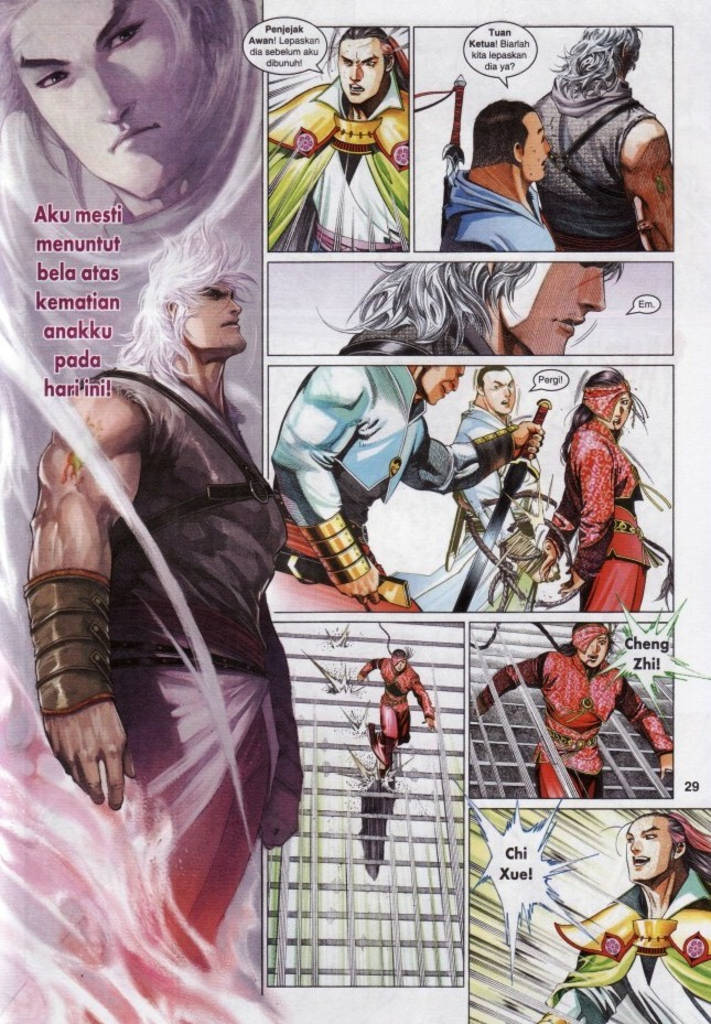 Penjejak
Awan! Lepaskan
dia sebelum aku
dibunuh!
Tuan
Ketua! Biarlah
kita lepaskan
dia ya?
Aku mesti
menuntut
bela atas
kematian
anakku
pada
hari ini!
Em.
Pergi!
Cheng
Zhi!
29
Chi
Xue!